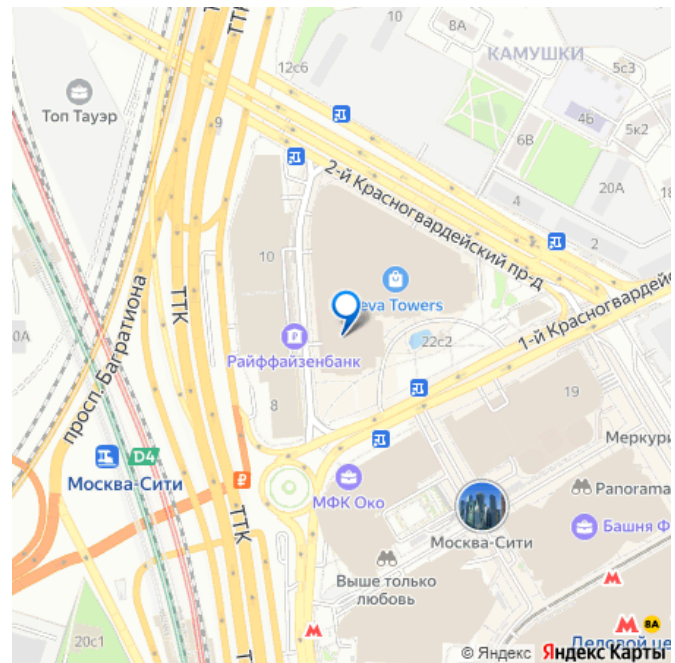 ТТК
10
8А
КАМУШКИ
12с6
5с3
Топ Тауэр
9
4Б
5к2
6В
2-й Красногвардейский пр-д
20А
4
2
10
просп. Багратиона
ТТК
eva Towers
1-й Красногвардейс
22с2
0А
Райффайзенбанк
8
19
D4
Москва-Сити
Меркури
МФК Око
Panorama
ТТК
Москва-Сити
Башня Ф
Выше только
любовь
20с1
8А
Деловой це
© Яндекс Яндекс Карты